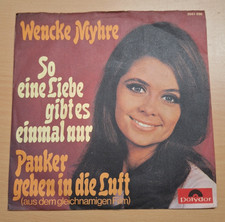 Wencke Myhre
So
eine Liebe
gibt es
einmal nur
Pauker
gehen in die Luft
(aus dem gleichnamigen Film)
Polydor